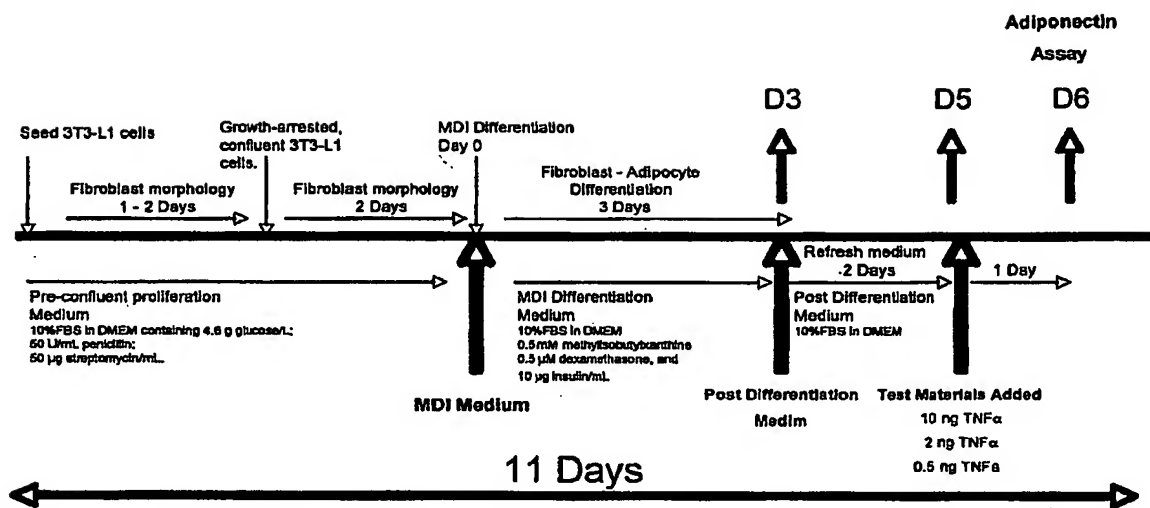 Adiponectin
Assay
D3
D5
D6
Seed 3T3-L1 cells
Growth-arrested,
confluent 3T3-L1
cells.
MDI Differentiation
Day 0
Fibroblast morphology
1 - 2 Days
Fibroblast morphology
2 Days
Fibroblast - Adipocyte
Differentiation
3 Days
Refresh medium
2 Days
1 Day
Pre-confluent proliferation
Medium
10%FBS in DMEM containing 4.6 g glucose/L;
50 U/mL penicillin;
50 µg streptomycin/mL.
MDI Differentiation
Medium
10%FBS in DMEM
0.5mM methylisobutylxanthine
0.5 µM dexamethasone, and
10 µg insulin/mL
Post Differentiation
Medium
10%FBS in DMEM
MDI Medium
Post Differentiation
Medim
Test Materials Added
10 ng TNFα
2 ng TNFα
0.5 ng TNFα
11 Days